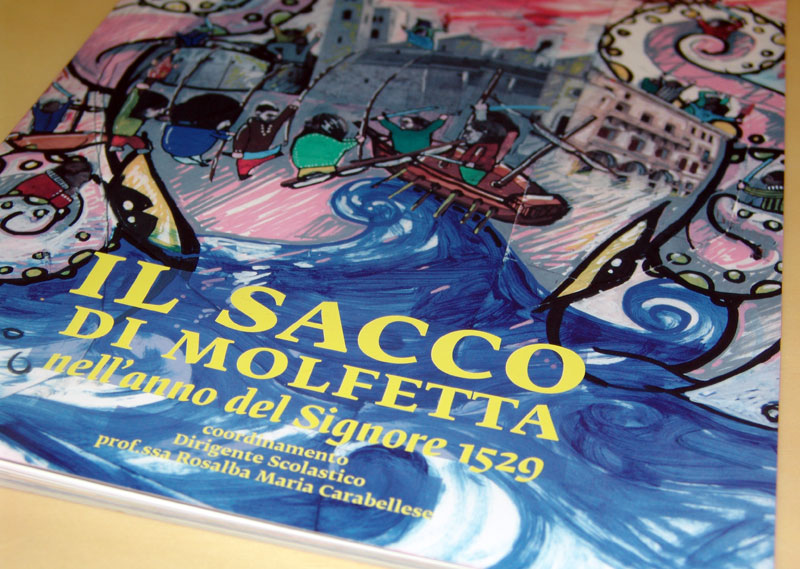 IL SACCO
DI MOLFETTA
nell'anno del Signore 1529
coordinamento
Dirigente Scolastico
prof.ssa Rosalba Maria Carabellese